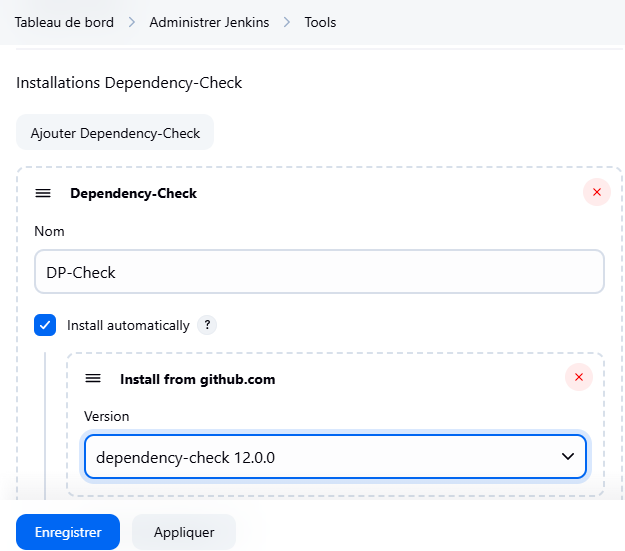 Tableau de bord > Administrer Jenkins > Tools
Installations Dependency-Check
Ajouter Dependency-Check
Dependency-Check
Nom
DP-Check
Install automatically ?
Install from github.com
Version
dependency-check 12.0.0
Enregistrer Appliquer